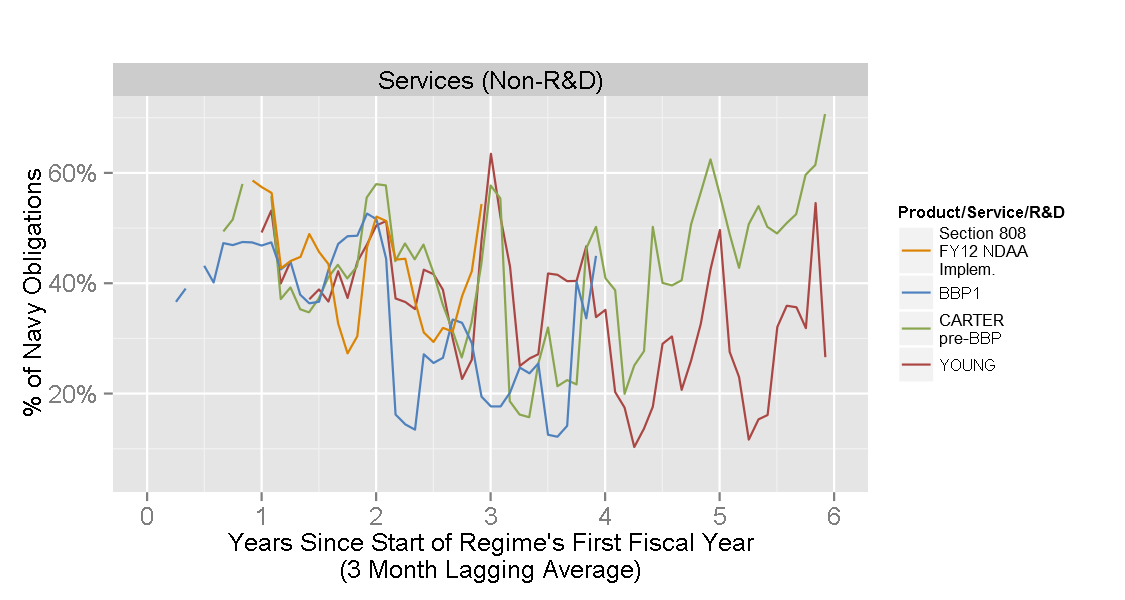 Services (Non-R&D)
% of Navy Obligations
60%
40%
20%
0 1 2 3 4 5 6
Years Since Start of Regime's First Fiscal Year
(3 Month Lagging Average)
Product/Service/R&D
Section 808
FY12 NDAA
Implem.
BBP1
CARTER
pre-BBP
YOUNG